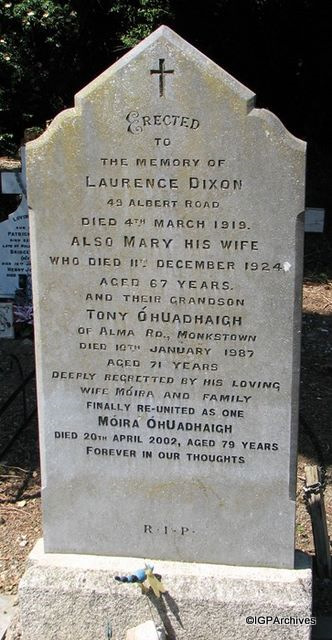 ERECTED
TO
THE MEMORY OF
LAURENCE DIXON
49 ALBERT ROAD
DIED 4TH MARCH 1919.
ALSO MARY HIS WIFE
WHO DIED 11TH DECEMBER 1924
AGED 67 YEARS.
AND THEIR GRANDSON
TONY ÓHUADHAIGH
OF ALMA RD., MONKSTOWN
DIED 10TH JANUARY 1987
AGED 71 YEARS
DEEPLY REGRETTED BY HIS LOVING
WIFE MÓIRA AND FAMILY
FINALLY RE-UNITED AS ONE
MÓIRA ÓHUADHAIGH
DIED 20TH APRIL 2002, AGED 79 YEARS
FOREVER IN OUR THOUGHTS
R·I·P·
©IGPArchives